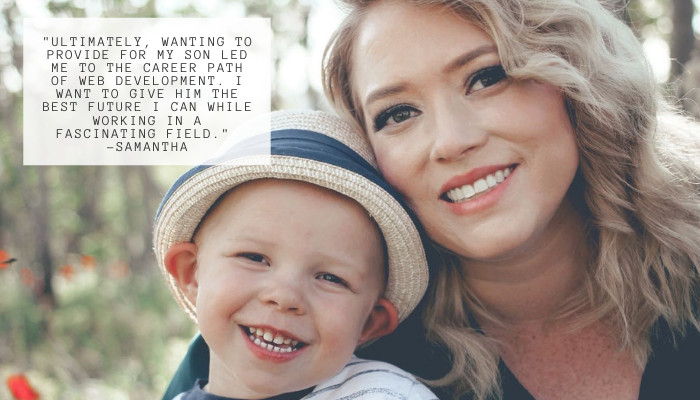 "ULTIMATELY, WANTING TO
PROVIDE FOR MY SON LED
ME TO THE CAREER PATH
OF WEB DEVELOPMENT. I
WANT TO GIVE HIM THE
BEST FUTURE I CAN WHILE
WORKING IN A
FASCINATING FIELD."
-SAMANTHA